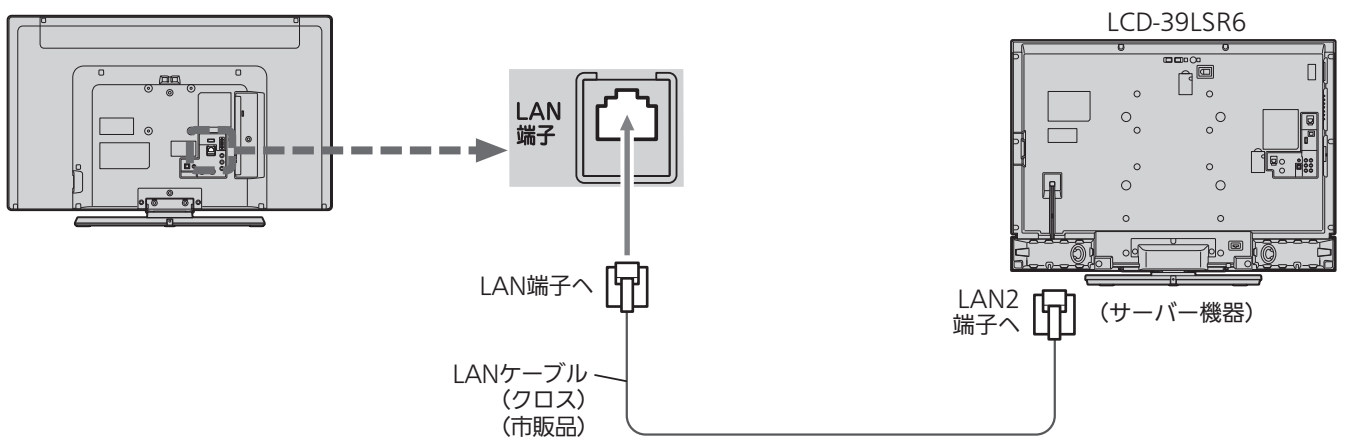 LCD-39LSR6
LAN
端子
LAN端子へ
LAN2
端子へ
（サーバー機器）
LANケーブル
（クロス）
（市販品）